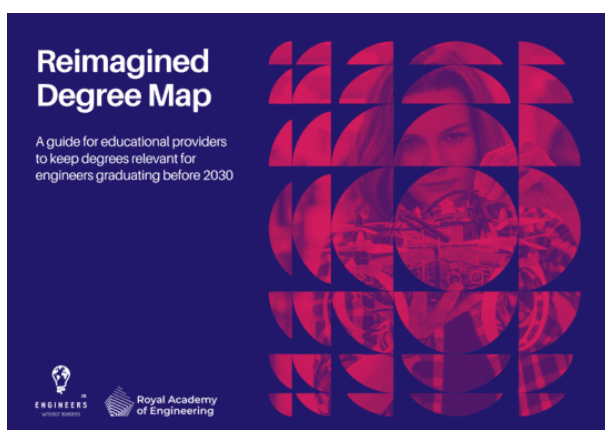 Reimagined
Degree Map
A guide for educational providers
to keep degrees relevant for
engineers graduating before 2030
UK
ENGINEERS
WITHOUT BORDERS
Royal Academy
of Engineering